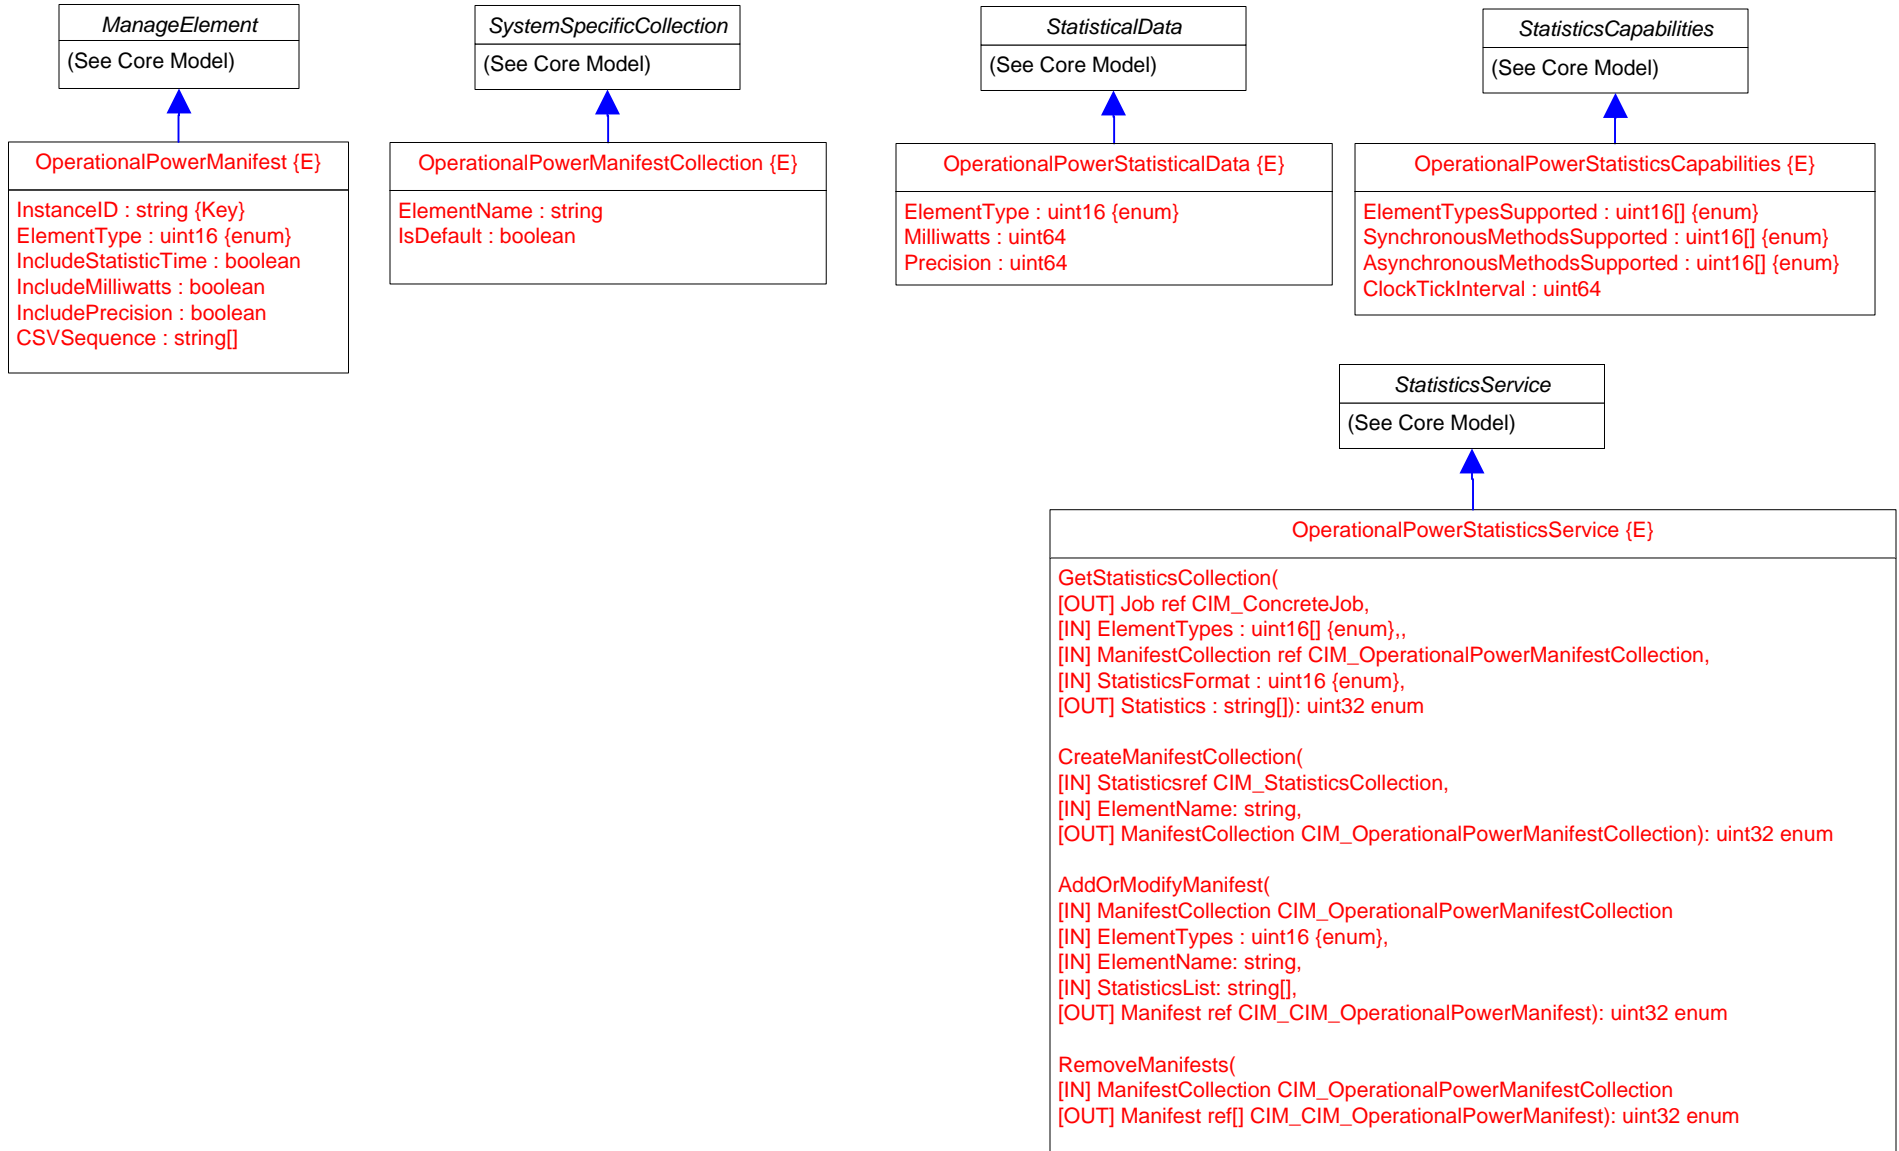 ManageElement
(See Core Model)
SystemSpecificCollection
(See Core Model)
StatisticalData
(See Core Model)
StatisticsCapabilities
(See Core Model)
OperationalPowerManifest {E}
InstanceID : string {Key}
ElementType : uint16 {enum}
IncludeStatisticTime : boolean
IncludeMilliwatts : boolean
IncludePrecision : boolean
CSVSequence : string[]
OperationalPowerManifestCollection {E}
ElementName : string
IsDefault : boolean
OperationalPowerStatisticalData {E}
ElementType : uint16 {enum}
Milliwatts : uint64
Precision : uint64
OperationalPowerStatisticsCapabilities {E}
ElementTypesSupported : uint16[] {enum}
SynchronousMethodsSupported : uint16[] {enum}
AsynchronousMethodsSupported : uint16[] {enum}
ClockTickInterval : uint64
StatisticsService
(See Core Model)
OperationalPowerStatisticsService {E}
GetStatisticsCollection(
[OUT] Job ref CIM_ConcreteJob,
[IN] ElementTypes : uint16[] {enum},,
[IN] ManifestCollection ref CIM_OperationalPowerManifestCollection,
[IN] StatisticsFormat : uint16 {enum},
[OUT] Statistics : string[]): uint32 enum
CreateManifestCollection(
[IN] Statisticsref CIM_StatisticsCollection,
[IN] ElementName: string,
[OUT] ManifestCollection CIM_OperationalPowerManifestCollection): uint32 enum
AddOrModifyManifest(
[IN] ManifestCollection CIM_OperationalPowerManifestCollection
[IN] ElementTypes : uint16 {enum},
[IN] ElementName: string,
[IN] StatisticsList: string[],
[OUT] Manifest ref CIM_CIM_OperationalPowerManifest): uint32 enum
RemoveManifests(
[IN] ManifestCollection CIM_OperationalPowerManifestCollection
[OUT] Manifest ref[] CIM_CIM_OperationalPowerManifest): uint32 enum